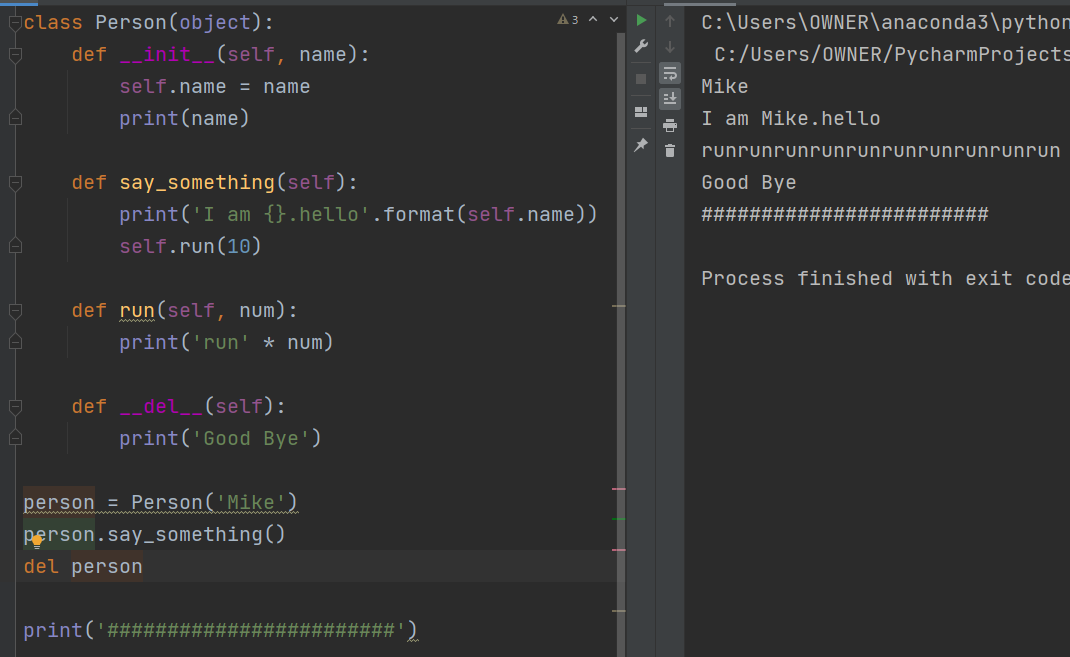 class Person(object):
    def __init__(self, name):
        self.name = name
        print(name)

    def say_something(self):
        print('I am {}.hello'.format(self.name))
        self.run(10)

    def run(self, num):
        print('run' * num)

    def __del__(self):
        print('Good Bye')

person = Person('Mike')
person.say_something()
del person

print('########################')
3
C:\Users\OWNER\anaconda3\python
C:/Users/OWNER/PycharmProjects
Mike
I am Mike.hello
runrunrunrunrunrunrunrunrunrun
Good Bye
########################

Process finished with exit code